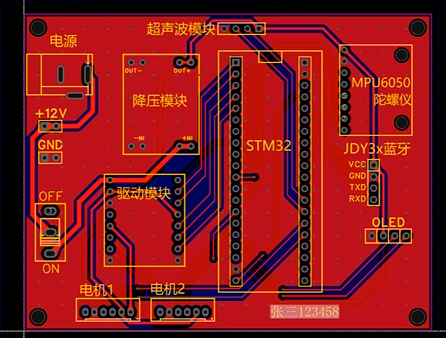 超声波模块
电源
OUT-
OUT+
MPU6050
陀螺仪
降压模块
+12V
GND
STM32
JDY3x蓝牙
-IN
+IN
VCC
GND
TXD
RXD
OFF
驱动模块
OLED
ON
电机1
电机2
张三123458